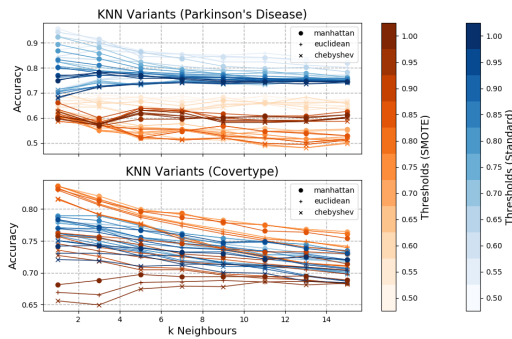 KNN Variants (Parkinson's Disease)
Accuracy
0.9
0.8
0.7
0.6
0.5
manhattan
euclidean
chebyshev
KNN Variants (Covertype)
Accuracy
0.80
0.75
0.70
0.65
manhattan
euclidean
chebyshev
2 4 6 8 10 12 14
k Neighbours
1.00
0.95
0.90
0.85
0.80
0.75
0.70
0.65
0.60
0.55
0.50
Thresholds (SMOTE)
1.00
0.95
0.90
0.85
0.80
0.75
0.70
0.65
0.60
0.55
0.50
Thresholds (Standard)